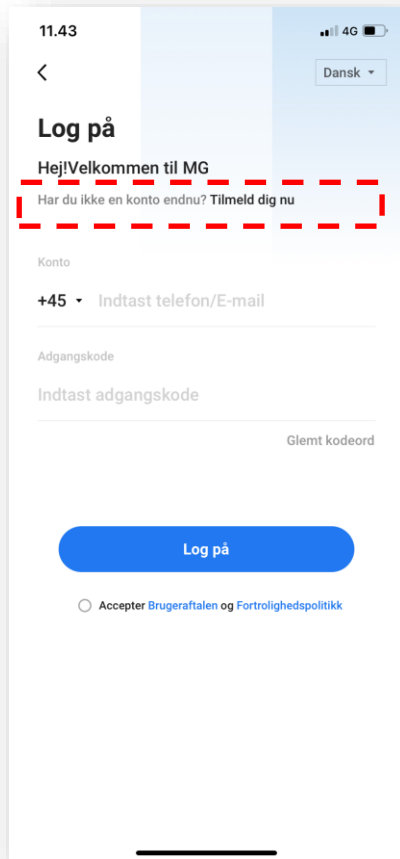 11.43
4G
Dansk
Log på
Hej!Velkommen til MG
Har du ikke en konto endnu? Tilmeld dig nu
Konto
+45 Indtast telefon/E-mail
Adgangskode
Indtast adgangskode
Glemt kodeord
Log på
Accepter Brugeraftalen og Fortrolighedspolitikk